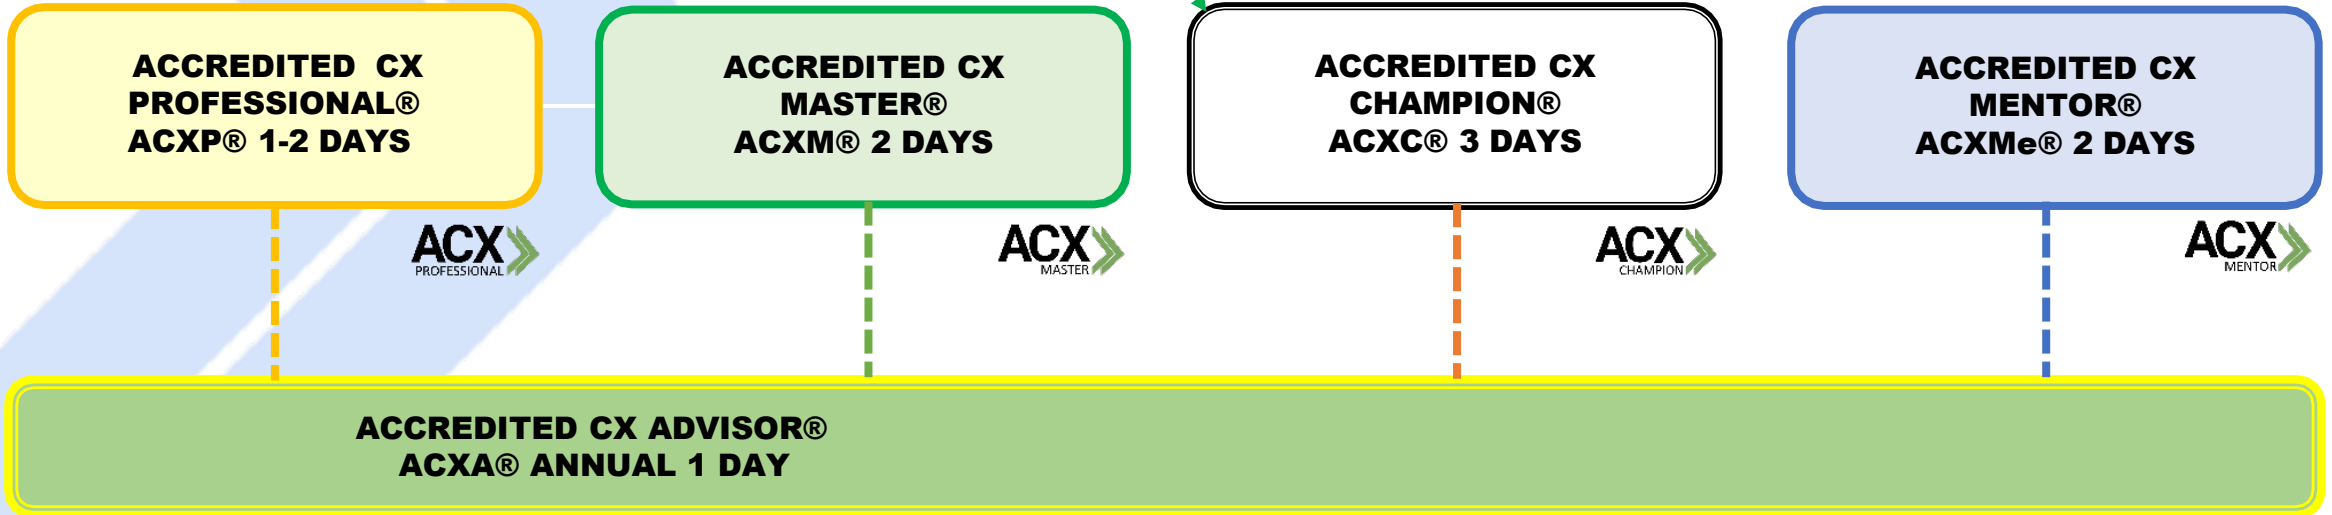 ACCREDITED CX
PROFESSIONAL®
ACXP® 1-2 DAYS
ACCREDITED CX
MASTER®
ACXM® 2 DAYS
ACCREDITED CX
CHAMPION®
ACXC® 3 DAYS
ACCREDITED CX
MENTOR®
ACXMe® 2 DAYS
ACX
PROFESSIONAL
ACX
MASTER
ACX
CHAMPION
ACX
MENTOR
ACCREDITED CX ADVISOR®
ACXA® ANNUAL 1 DAY